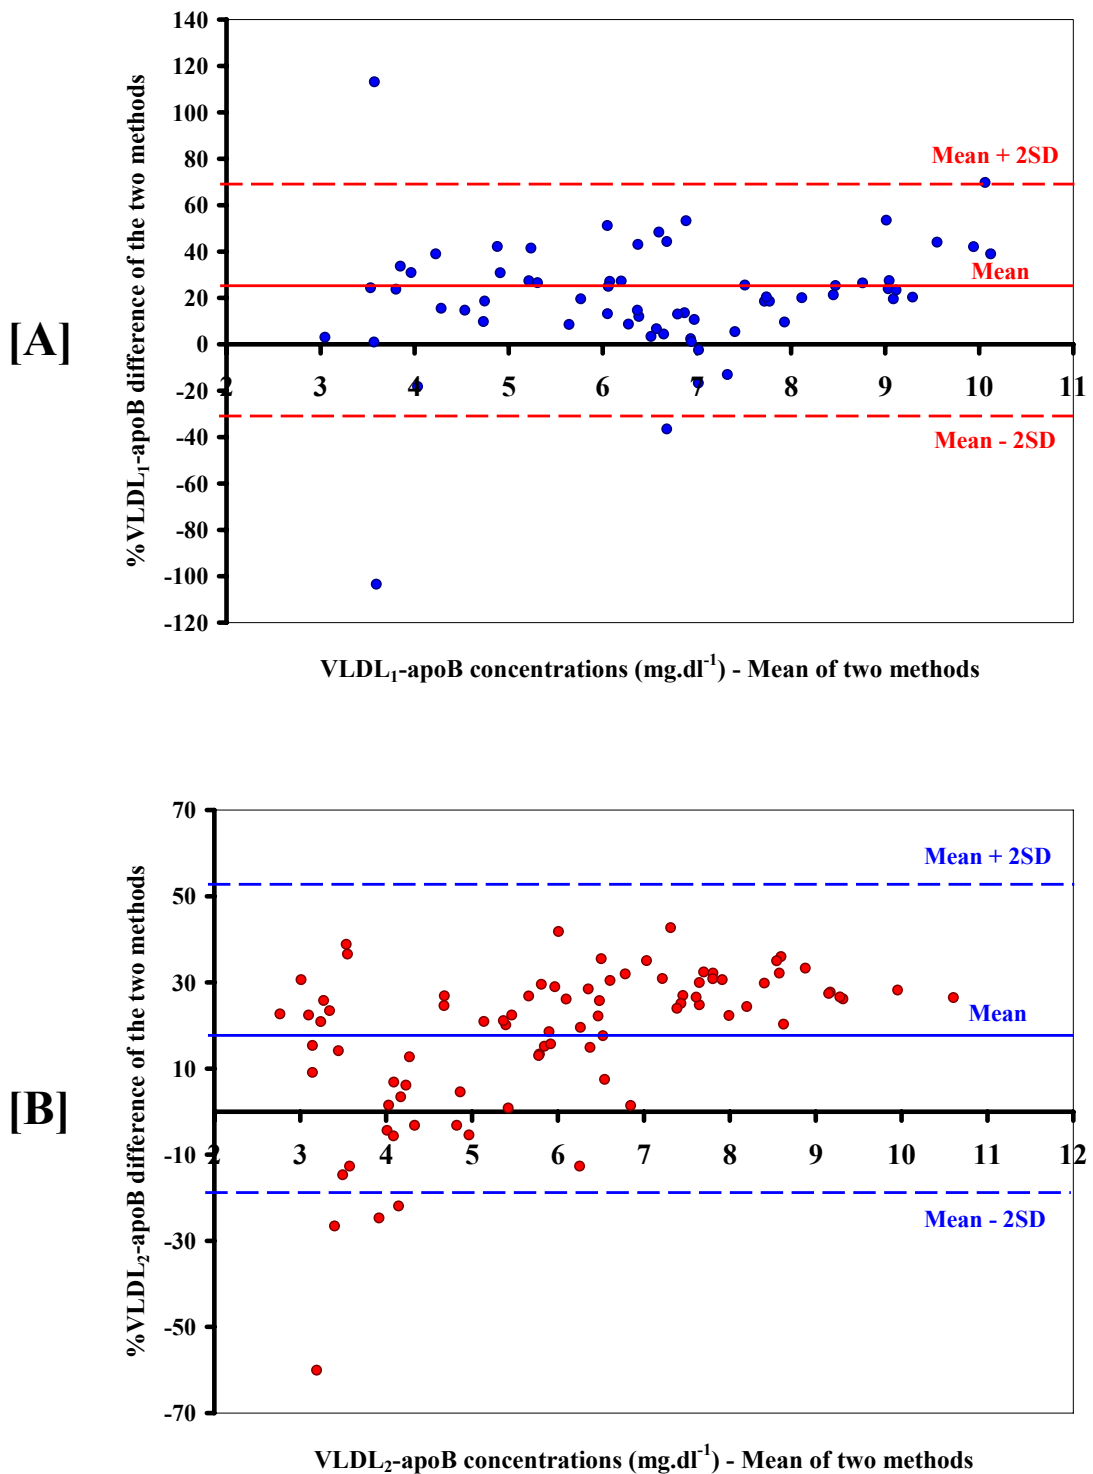 [A]
%VLDL₁-apoB difference of the two methods
140
120
100
80
60
40
20
0
-20
-40
-60
-80
-100
-120
2 3 4 5 6 7 8 9 10 11
Mean + 2SD
Mean
Mean - 2SD
VLDL₁-apoB concentrations (mg.dl⁻¹) - Mean of two methods
[B]
%VLDL₂-apoB difference of the two methods
70
50
30
10
-10
-30
-50
-70
2 3 4 5 6 7 8 9 10 11 12
Mean + 2SD
Mean
Mean - 2SD
VLDL₂-apoB concentrations (mg.dl⁻¹) - Mean of two methods